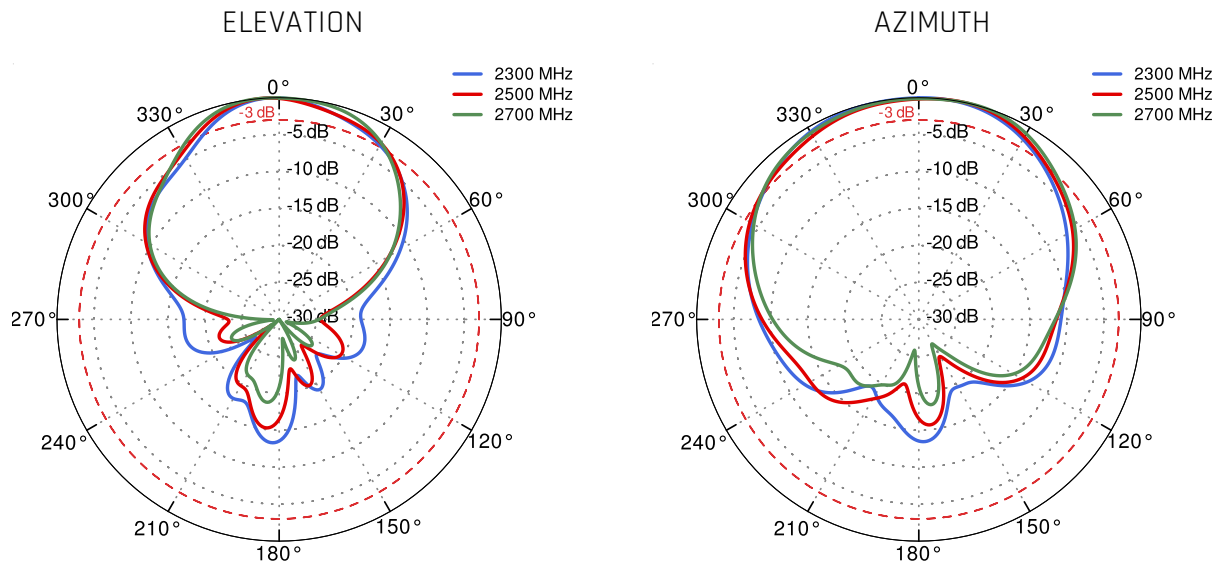 ELEVATION
2300 MHz
2500 MHz
2700 MHz
0°
330°
-3 dB
30°
-5 dB
-10 dB
300°
60°
-15 dB
-20 dB
-25 dB
270°
-30 dB
90°
240°
120°
210°
150°
180°
AZIMUTH
2300 MHz
2500 MHz
2700 MHz
0°
330°
-3 dB
30°
-5 dB
-10 dB
300°
60°
-15 dB
-20 dB
-25 dB
270°
-30 dB
90°
240°
120°
210°
150°
180°